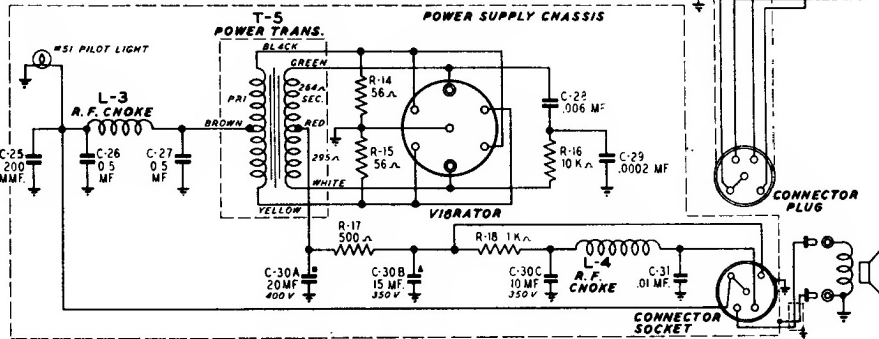 T-5
POWER TRANS.
POWER SUPPLY CHASSIS
#51 PILOT LIGHT
BLACK
GREEN
L-3
R.F. CHOKE
PRI
264Ω
SEC.
R-14
56Ω
C-28
.006 MF
BROWN
RED
C-25
200
MMF.
C-26
0.5
MF
C-27
0.5
MF
295Ω
R-15
56Ω
R-16
10 KΩ
C-29
.0002 MF
WHITE
YELLOW
VIBRATOR
CONNECTOR
PLUG
R-17
500Ω
R-18 1KΩ
L-4
R.F.
CHOKE
C-30A
20 MF
400V
C-30B
15 MF.
350V
C-30C
10 MF
350V
C-31
.01 MF.
CONNECTOR
SOCKET